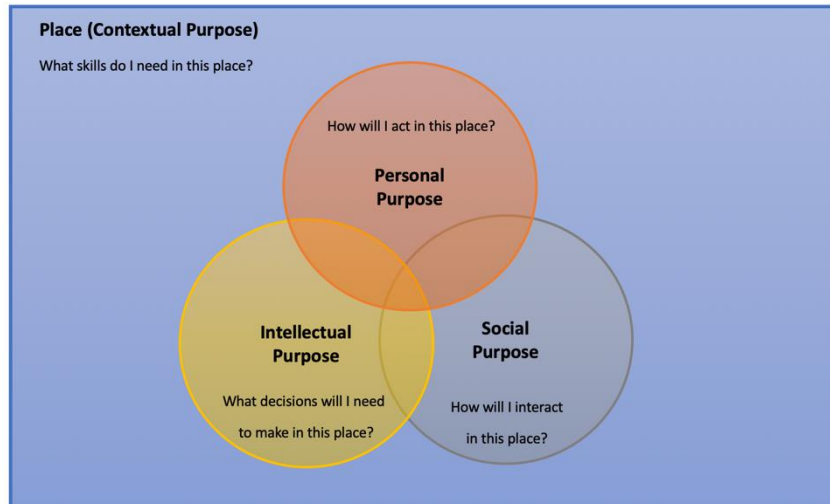 Place (Contextual Purpose)
What skills do I need in this place?
How will I act in this place?
Personal
Purpose
Intellectual
Purpose
What decisions will I need
to make in this place?
Social
Purpose
How will I interact
in this place?